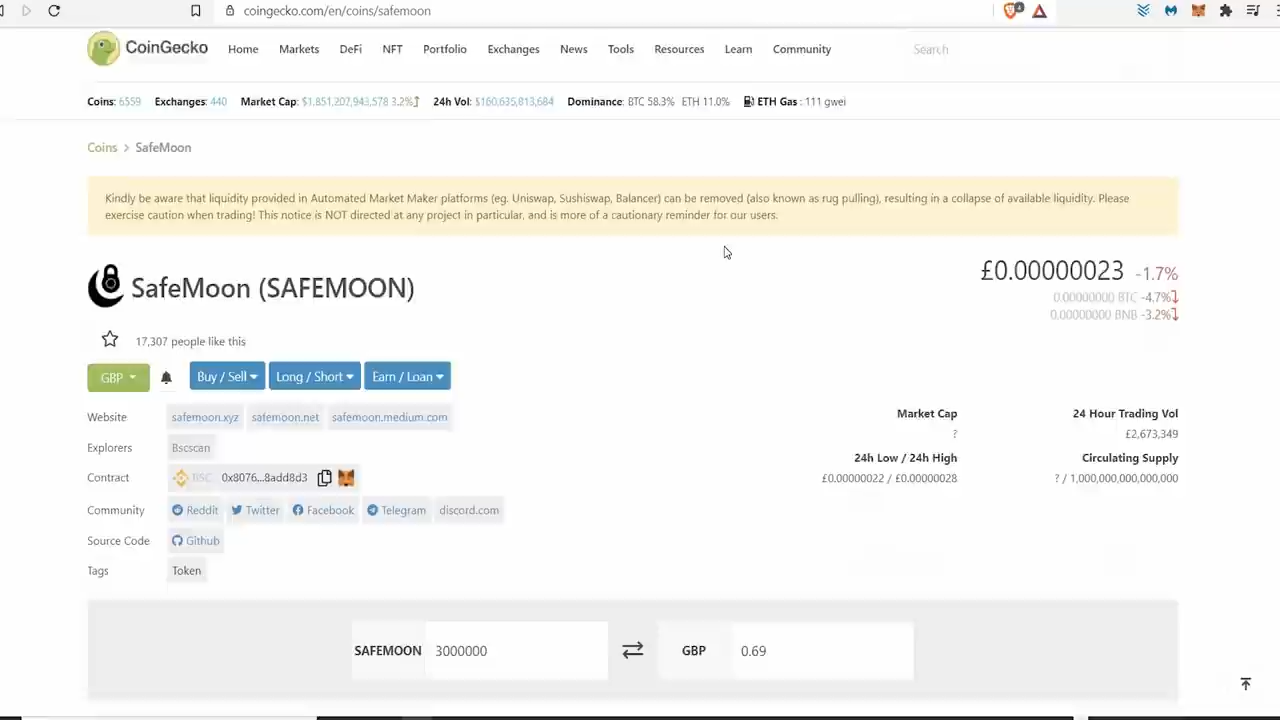 coingecko.com/en/coins/safemoon
CoinGecko Home Markets DeFi NFT Portfolio Exchanges News Tools Resources Learn Community Search
Coins: 6559 Exchanges: 440 Market Cap: $1,851,207,943,578 3.2% 24h Vol: $160,635,813,684 Dominance: BTC 58.3% ETH 11.0% ETH Gas : 111 gwei
Coins > SafeMoon
Kindly be aware that liquidity provided in Automated Market Maker platforms (eg. Uniswap, Sushiswap, Balancer) can be removed (also known as rug pulling), resulting in a collapse of available liquidity. Please
exercise caution when trading! This notice is NOT directed at any project in particular, and is more of a cautionary reminder for our users.
SafeMoon (SAFEMOON)
£0.00000023 -1.7%
0.00000000 BTC -4.7%
0.00000000 BNB -3.2%
17,307 people like this
GBP Buy / Sell Long / Short Earn / Loan
Website safemoon.xyz safemoon.net safemoon.medium.com
Explorers Bscscan
Contract BSC 0x8076...8add8d3
Community Reddit Twitter Facebook Telegram discord.com
Source Code Github
Tags Token
Market Cap 24 Hour Trading Vol
? £2,673,349
24h Low / 24h High Circulating Supply
£0.00000022 / £0.00000028 ? / 1,000,000,000,000,000
SAFEMOON 3000000 GBP 0.69